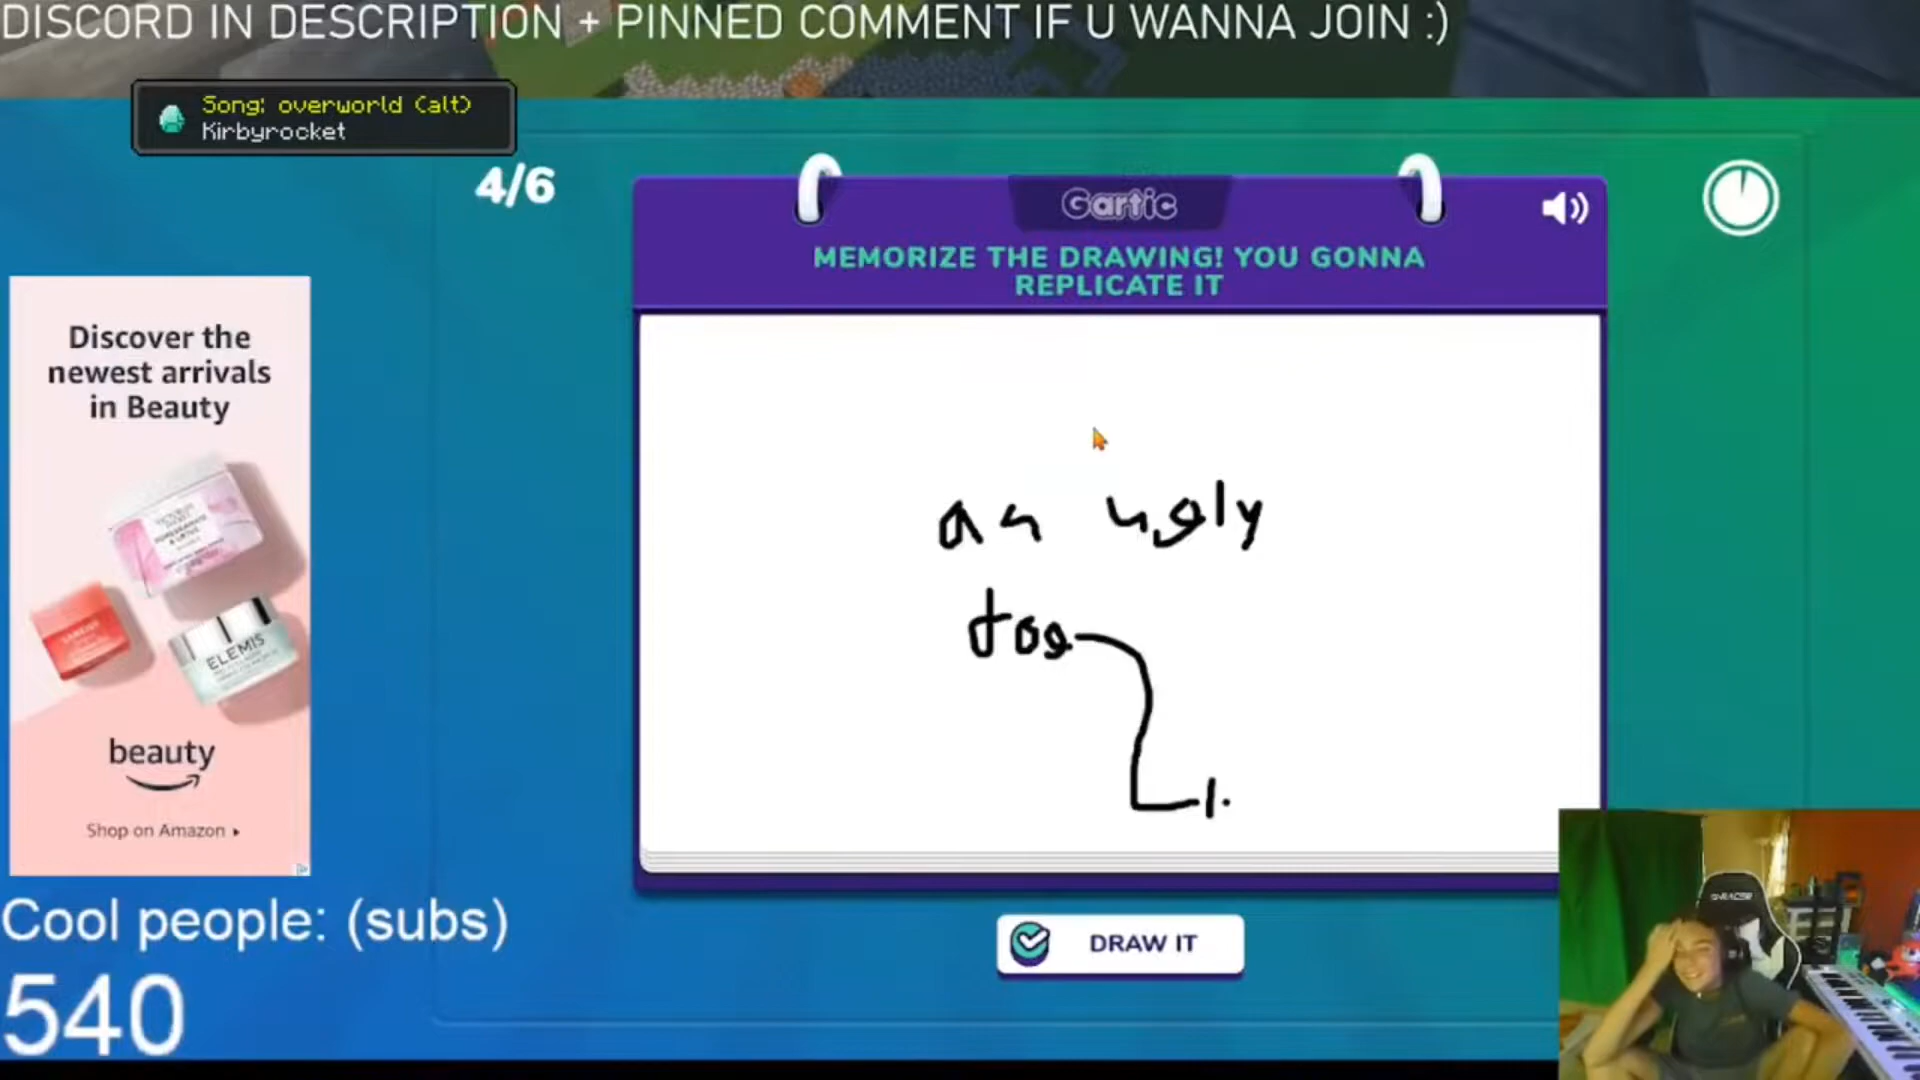 DISCORD IN DESCRIPTION + PINNED COMMENT IF U WANNA JOIN :)
Song: overworld (alt)
Kirbyrocket
4/6
Gartic
MEMORIZE THE DRAWING! YOU GONNA
REPLICATE IT
Discover the
newest arrivals
in Beauty
ELEMIS
beauty
Shop on Amazon ▸
an ugly
DRAW IT
Cool people: (subs)
540